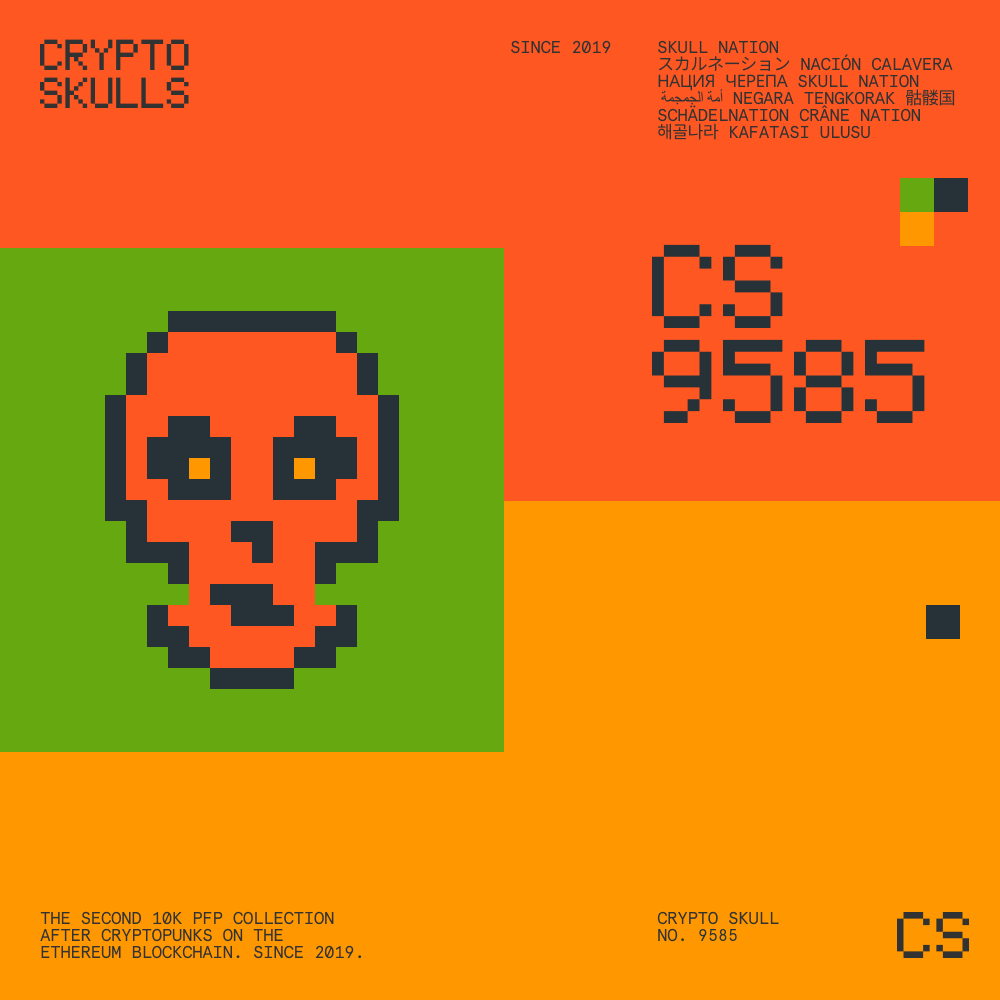 CRYPTO
SKULLS
SINCE 2019
SKULL NATION
スカルネーション NACIÓN CALAVERA
НАЦИЯ ЧЕРЕПА SKULL NATION
أمة الجمجمة NEGARA TENGKORAK 骷髅国
SCHÄDELNATION CRÂNE NATION
해골나라 KAFATASI ULUSU
CS
9585
THE SECOND 10K PFP COLLECTION
AFTER CRYPTOPUNKS ON THE
ETHEREUM BLOCKCHAIN. SINCE 2019.
CRYPTO SKULL
NO. 9585
CS